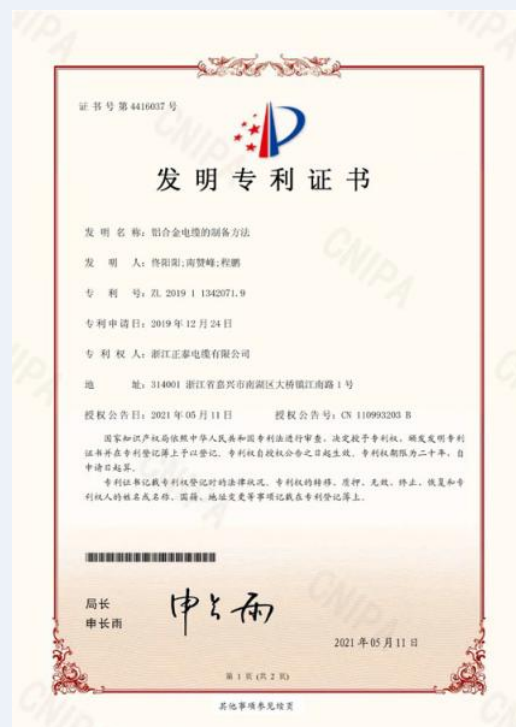 证书号第4416037号
发明专利证书
发明名称：铝合金电缆的制备方法
发明人：佟阳阳;南贤峰;程鹏
专利号：ZL 2019 1 1342071.9
专利申请日：2019年12月24日
专利权人：浙江正泰电缆有限公司
地址：314001 浙江省嘉兴市南湖区大桥镇江南路1号
授权公告日：2021年05月11日 授权公告号：CN 110993203 B
国家知识产权局依照中华人民共和国专利法进行审查，决定授予专利权，颁发发明专利
证书并在专利登记簿上予以登记。专利权自授权公告之日起生效。专利权期限为二十年，自
申请日起算。
专利证书记载专利权登记时的法律状况。专利权的转移、质押、无效、终止、恢复和专
利权人的姓名或名称、国籍、地址变更等事项记载在专利登记簿上。
局长
申长雨
申长雨
2021年05月11日
第 1 页 (共 2 页)
其他事项参见续页
CNIPA
CNIPA
CNIPA
CNIPA